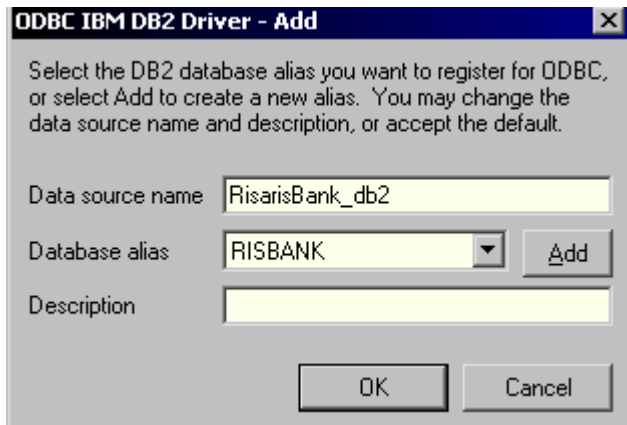 ODBC IBM DB2 Driver - Add
Select the DB2 database alias you want to register for ODBC,
or select Add to create a new alias. You may change the
data source name and description, or accept the default.
Data source name RisarisBank_db2
Database alias RISBANK Add
Description
OK Cancel